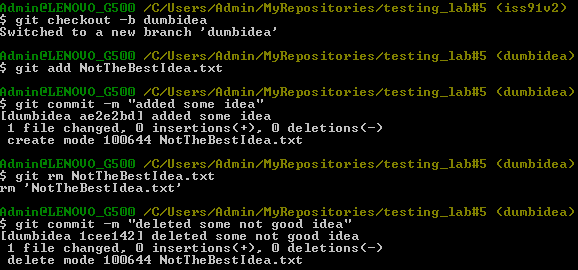 Admin@LENOVO_G500 /C/Users/Admin/MyRepositories/testing_lab#5 (iss91v2)
$ git checkout -b dumbidea
Switched to a new branch 'dumbidea'
Admin@LENOVO_G500 /C/Users/Admin/MyRepositories/testing_lab#5 (dumbidea)
$ git add NotTheBestIdea.txt
Admin@LENOVO_G500 /C/Users/Admin/MyRepositories/testing_lab#5 (dumbidea)
$ git commit -m "added some idea"
[dumbidea ae2e2bd] added some idea
1 file changed, 0 insertions(+), 0 deletions(-)
create mode 100644 NotTheBestIdea.txt
Admin@LENOVO_G500 /C/Users/Admin/MyRepositories/testing_lab#5 (dumbidea)
$ git rm NotTheBestIdea.txt
rm 'NotTheBestIdea.txt'
Admin@LENOVO_G500 /C/Users/Admin/MyRepositories/testing_lab#5 (dumbidea)
$ git commit -m "deleted some not good idea"
[dumbidea 1cee142] deleted some not good idea
1 file changed, 0 insertions(+), 0 deletions(-)
delete mode 100644 NotTheBestIdea.txt